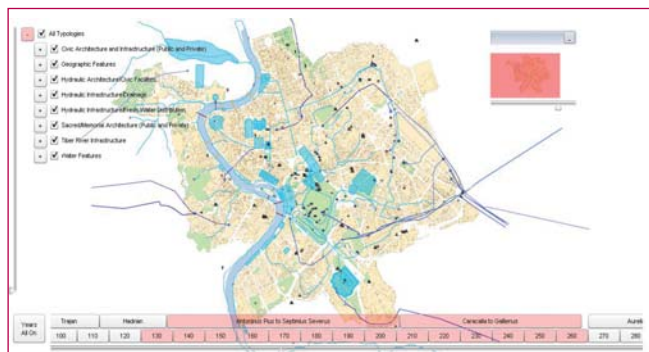 - All Typologies
+ Civic Architecture and Infrastructure (Public and Private)
+ Geographic Features
+ Hydraulic Architecture/Civic Facilities
+ Hydraulic Infrastructure/Drainage
+ Hydraulic Infrastructure/Fresh Water Distribution
+ Sacred/Memorial Architecture (Public and Private)
+ Tiber River Infrastructure
+ Water Features
Years All On
Trajan Hadrian Antoninus Pius to Septimius Severus Caracalla to Gallienus Aureli
100 110 120 130 140 150 160 170 180 190 200 210 220 230 240 250 260 270 280